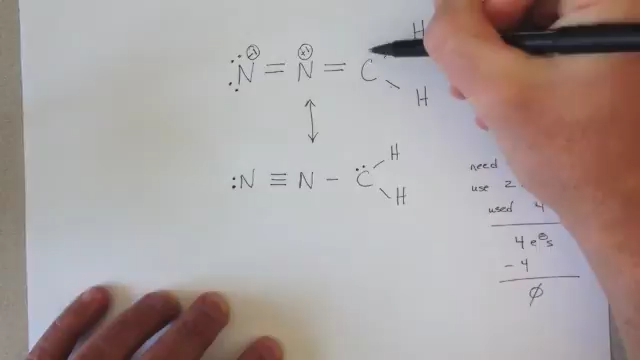 H
:N̈ = N = C
H
:N ≡ N – C̈
H
H
need
use 2
used 4
4 e⊖s
– 4
∅